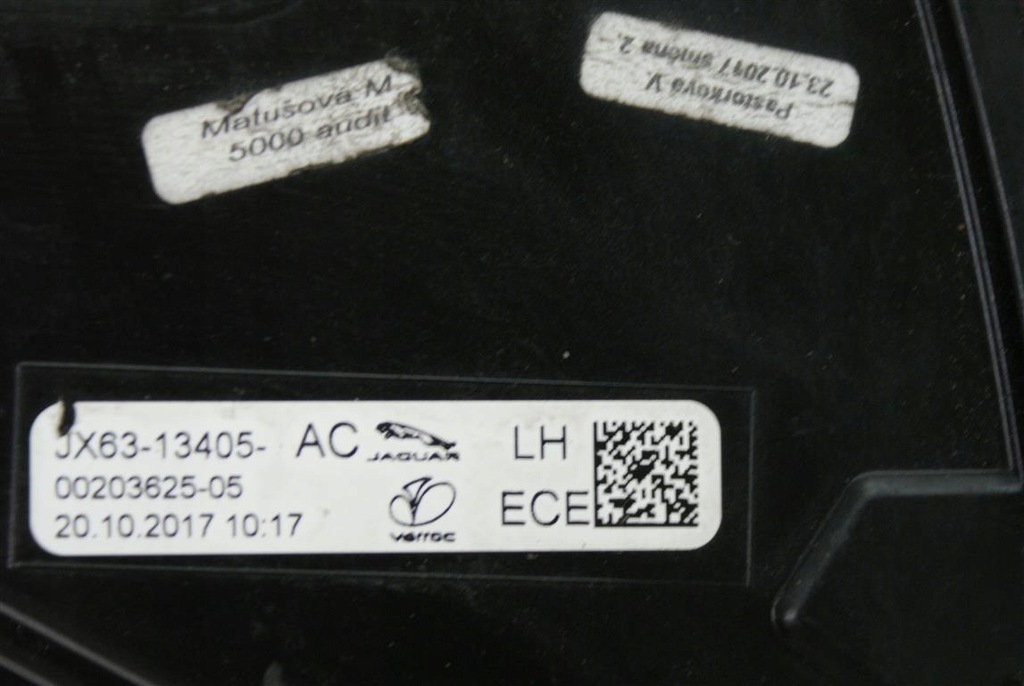 Matušová M
5000 audit
Pastorková V
23.10.2017 směna 2.
JX63-13405- AC JAGUAR LH
00203625-05
20.10.2017 10:17 varroc ECE